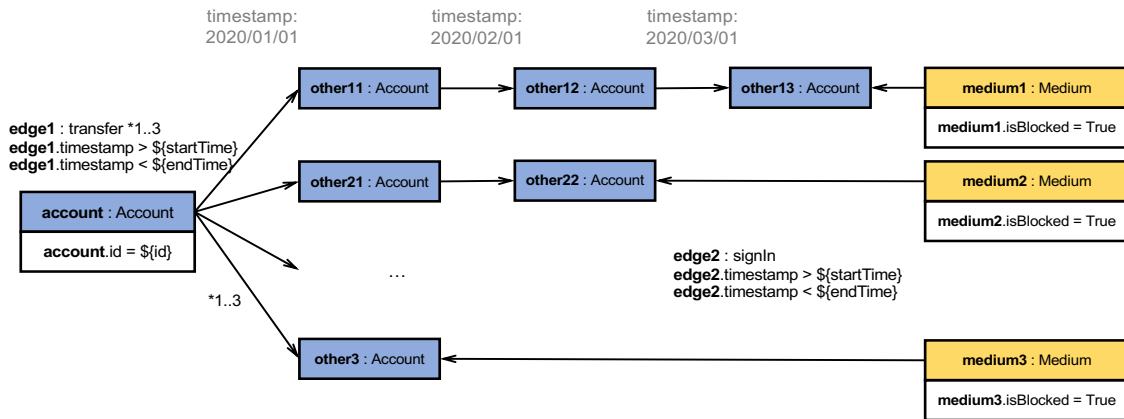 timestamp:
2020/01/01
timestamp:
2020/02/01
timestamp:
2020/03/01
other11 : Account
other12 : Account
other13 : Account
medium1 : Medium
medium1.isBlocked = True
edge1 : transfer *1..3
edge1.timestamp > ${startTime}
edge1.timestamp < ${endTime}
other21 : Account
other22 : Account
medium2 : Medium
medium2.isBlocked = True
account : Account
account.id = ${id}
...
edge2 : signIn
edge2.timestamp > ${startTime}
edge2.timestamp < ${endTime}
*1..3
other3 : Account
medium3 : Medium
medium3.isBlocked = True